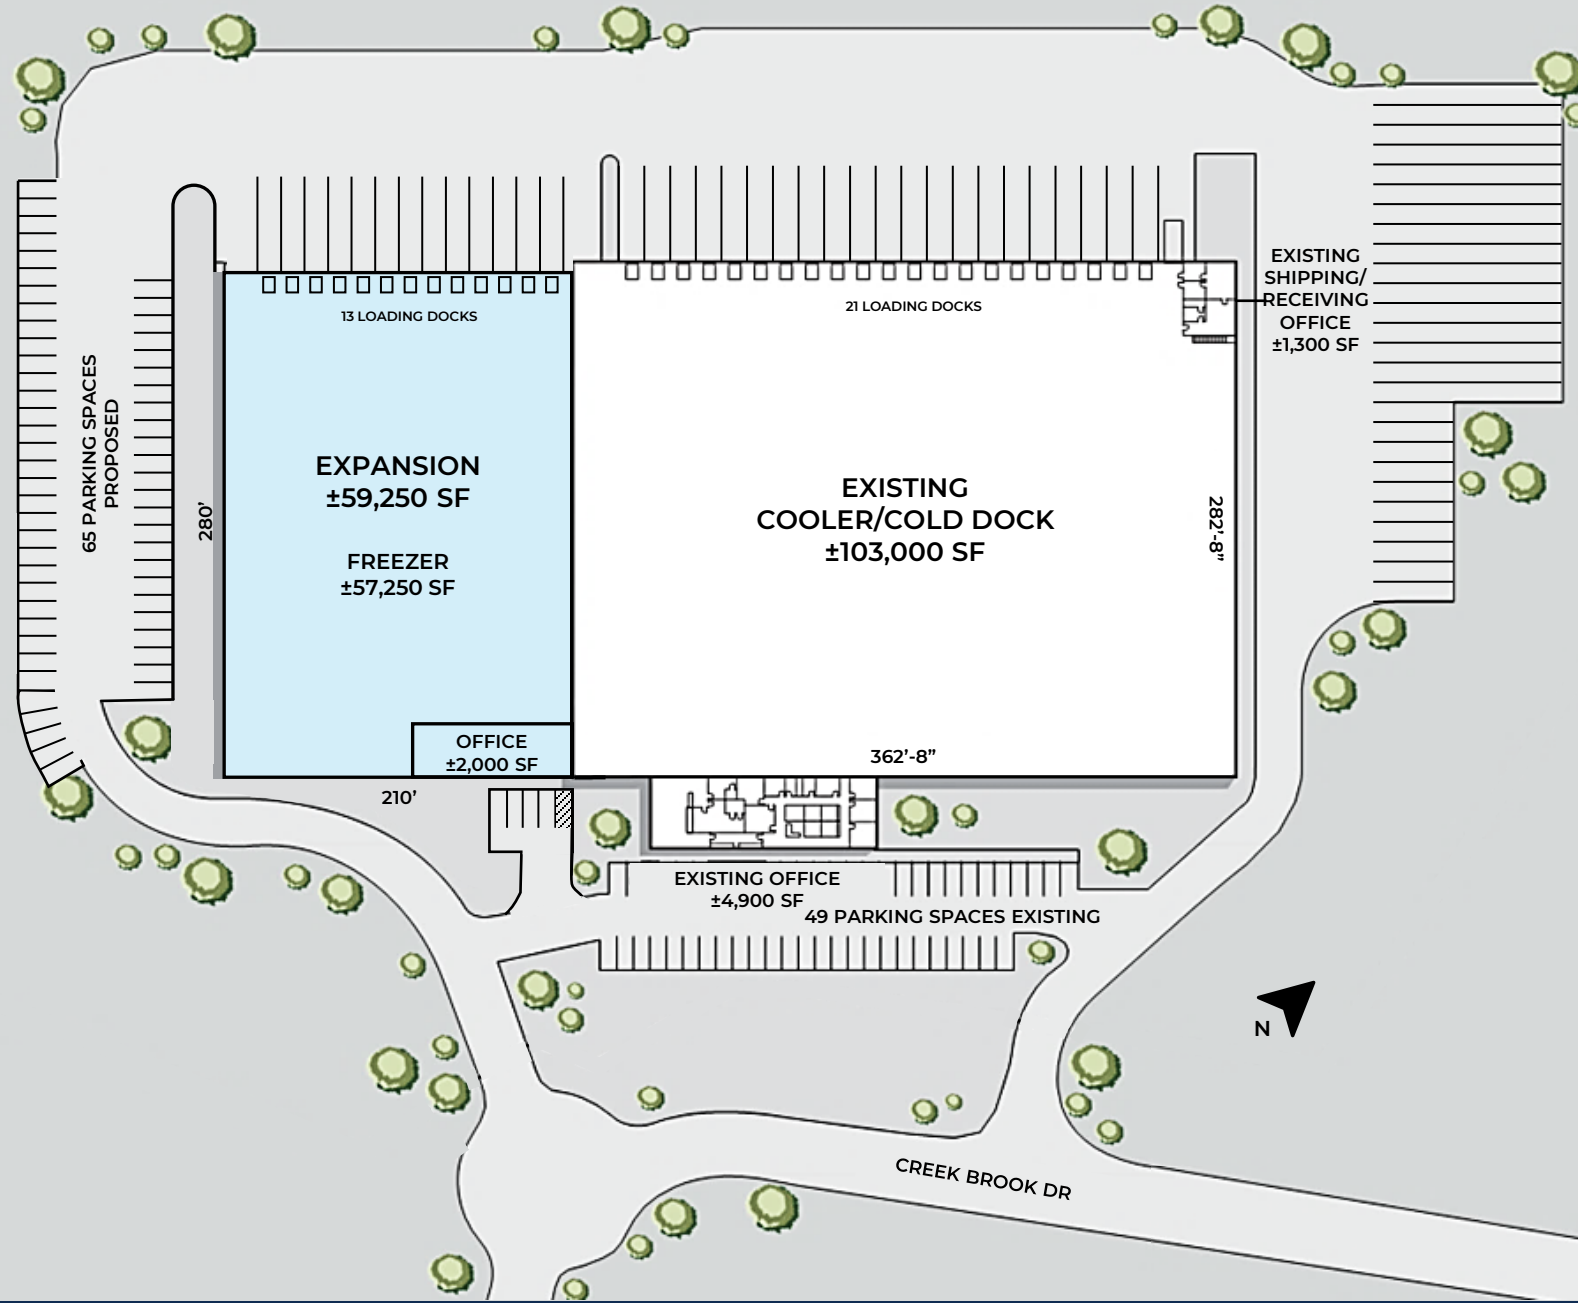 EXISTING
SHIPPING/
RECEIVING
OFFICE
±1,300 SF
13 LOADING DOCKS
21 LOADING DOCKS
65 PARKING SPACES
PROPOSED
280’
EXPANSION
±59,250 SF
FREEZER
±57,250 SF
EXISTING
COOLER/COLD DOCK
±103,000 SF
282’-8”
OFFICE
±2,000 SF
362’-8”
210’
EXISTING OFFICE
±4,900 SF
49 PARKING SPACES EXISTING
N
CREEK BROOK DR